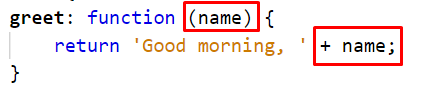 greet: function (name) {
    return 'Good morning, ' + name;
}